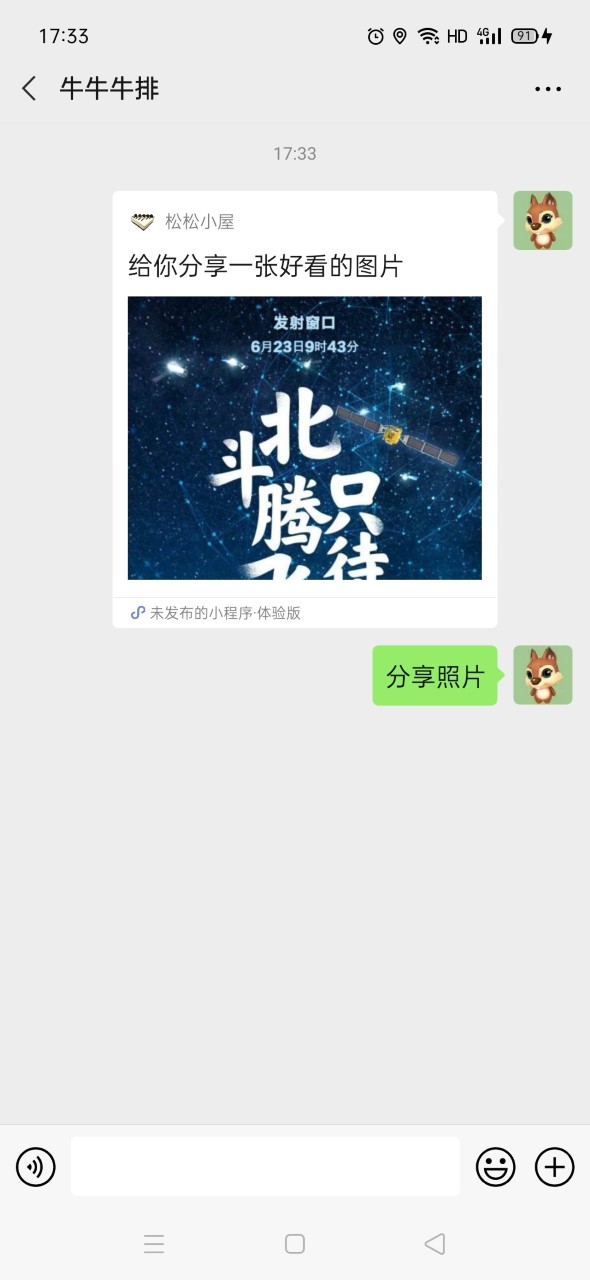 17:33
HD 4G 91
牛牛牛排
17:33
松松小屋
给你分享一张好看的图片
发射窗口
6月23日9时43分
北
斗
腾
只
飞
待
未发布的小程序·体验版
分享照片